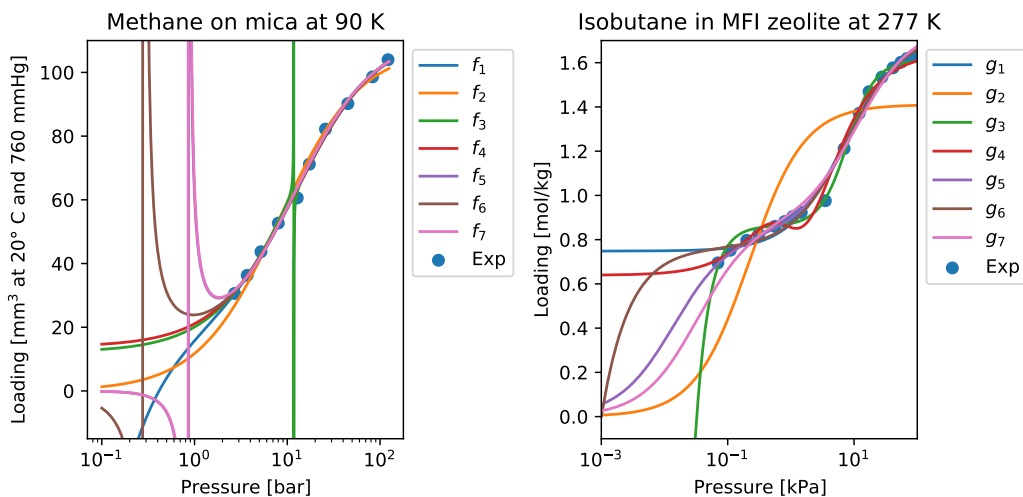 Methane on mica at 90 K
Loading [mm³ at 20° C and 760 mmHg]
100
80
60
40
20
0
10⁻¹
10⁰
10¹
10²
Pressure [bar]
f₁
f₂
f₃
f₄
f₅
f₆
f₇
Exp
Isobutane in MFI zeolite at 277 K
Loading [mol/kg]
1.6
1.4
1.2
1.0
0.8
0.6
0.4
0.2
0.0
10⁻³
10⁻¹
10¹
Pressure [kPa]
g₁
g₂
g₃
g₄
g₅
g₆
g₇
Exp